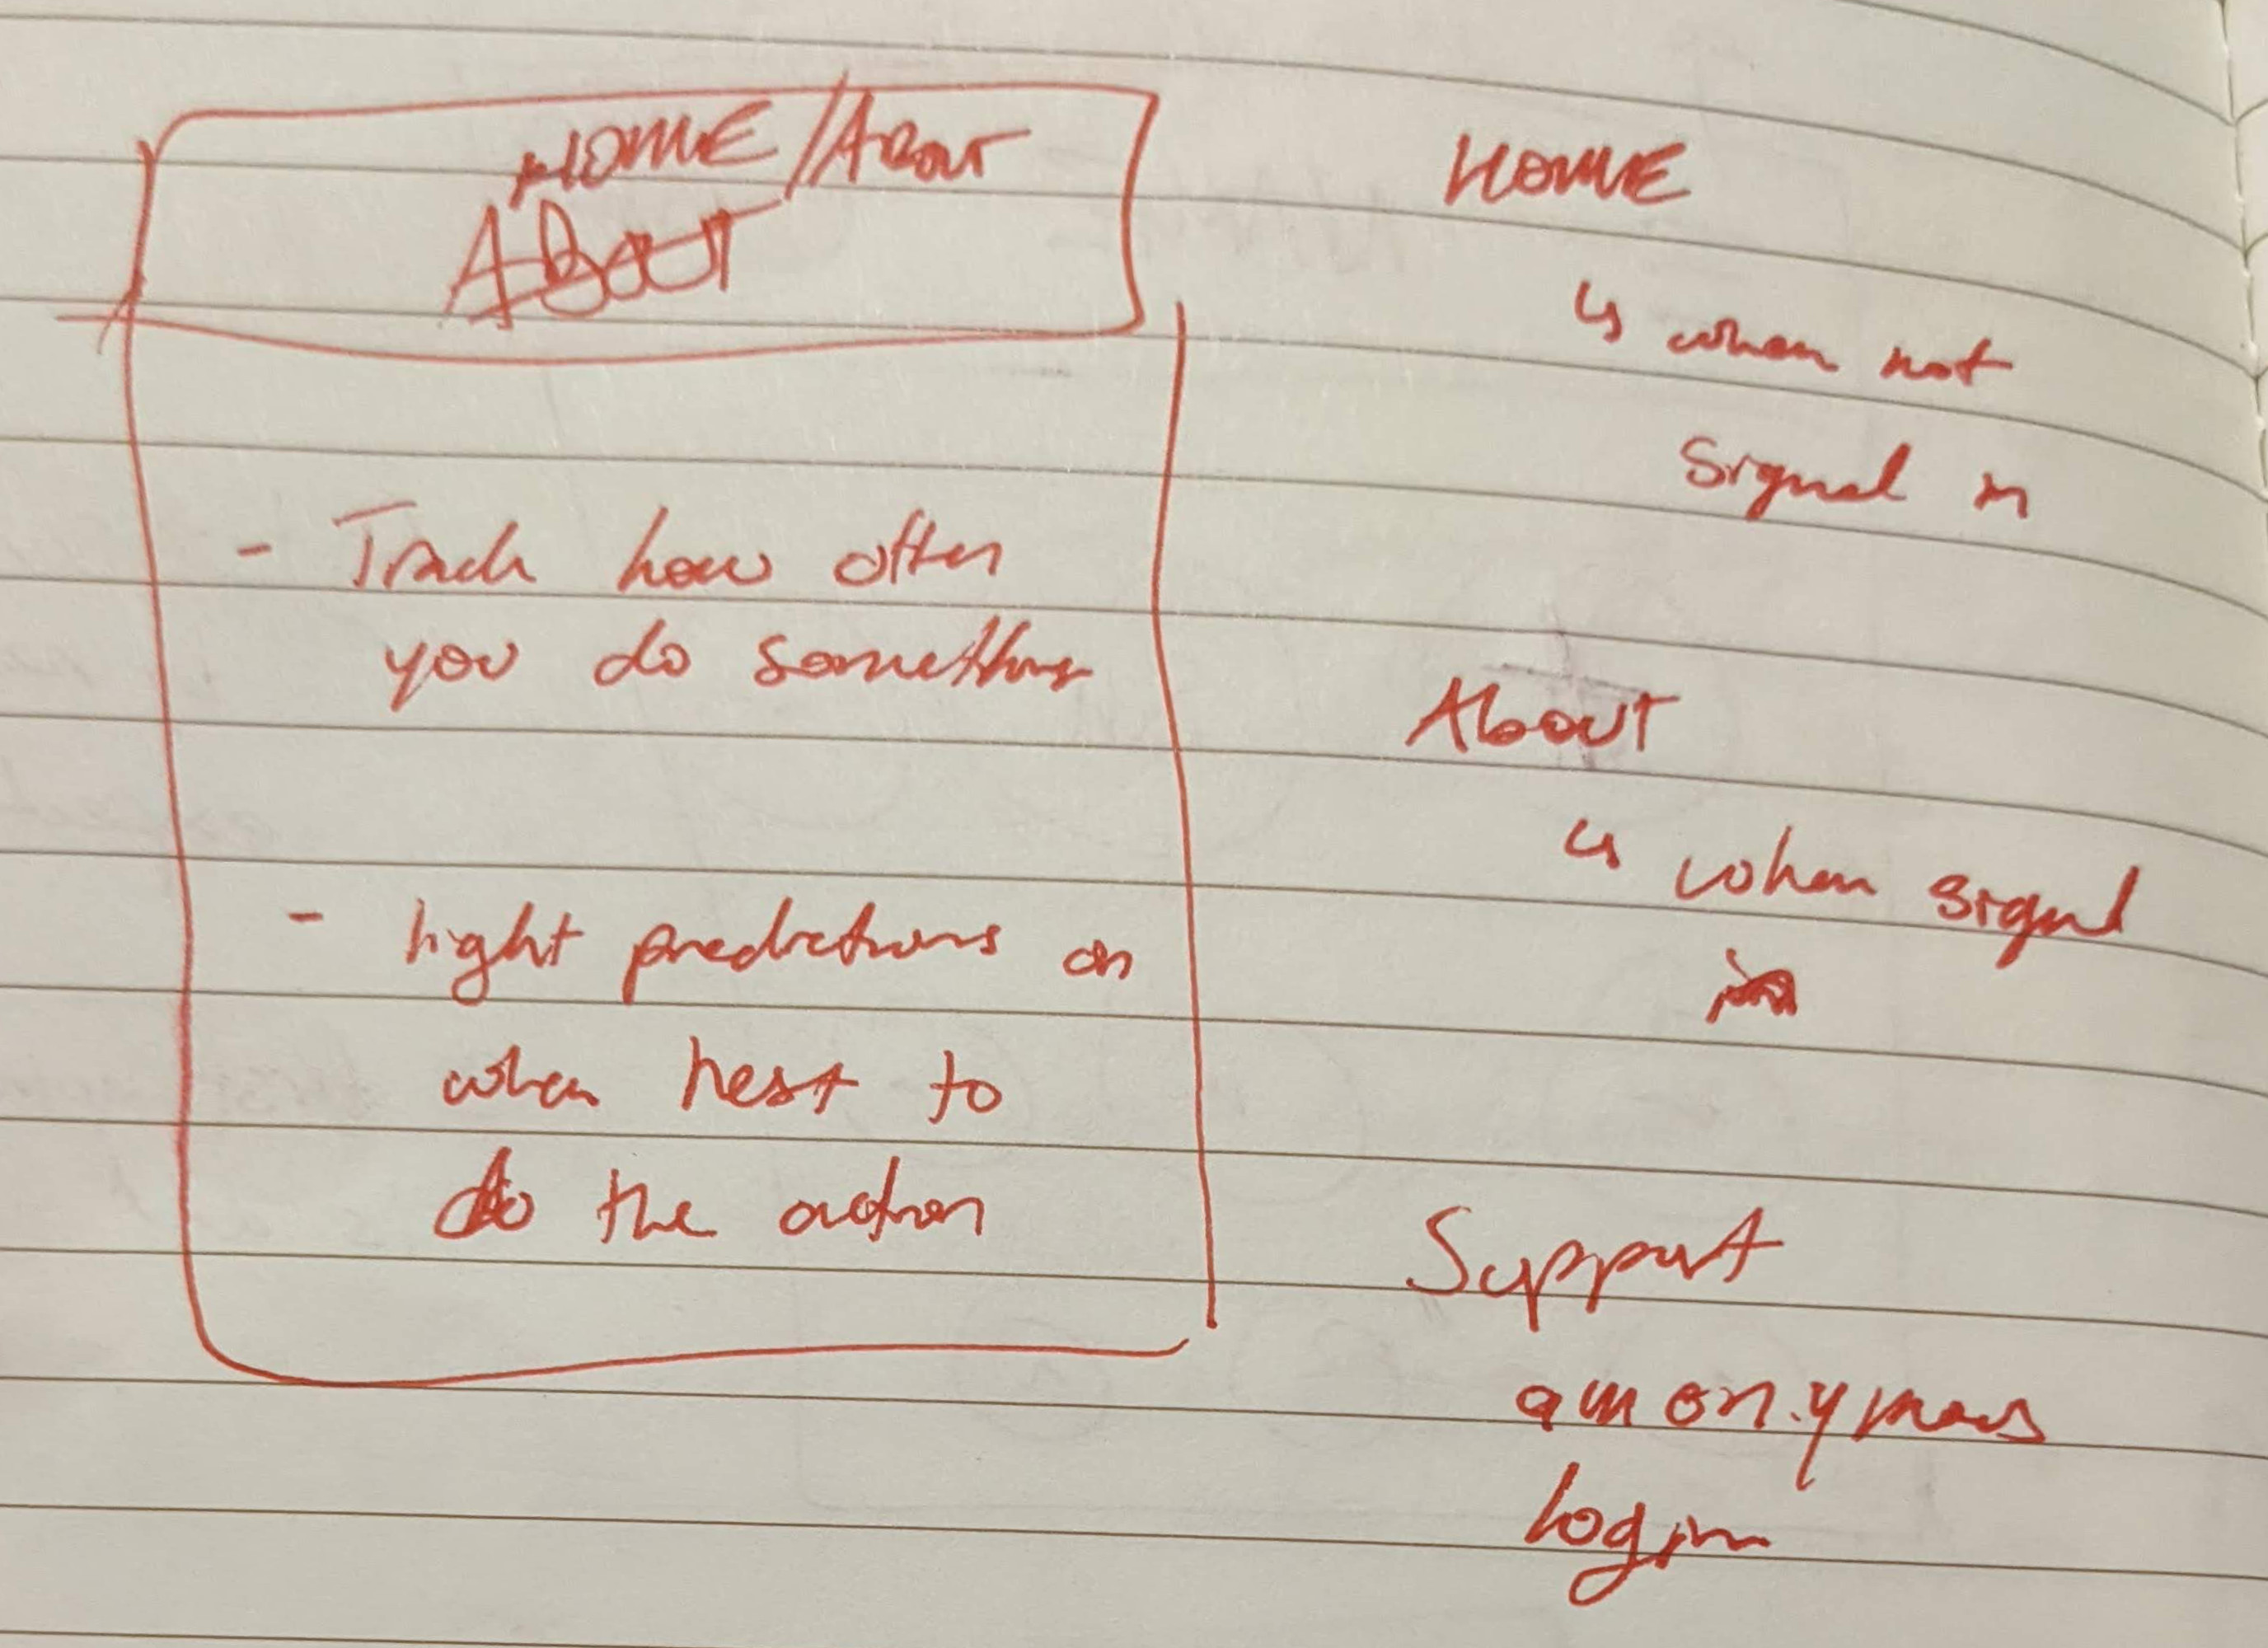 HOME/ABOUT
ABOUT
- Track how often
you do something
- light predictions on
when next to
do the action
HOME
↳ when not
signed in
About
↳ when signed
in
Support
anonymous
login